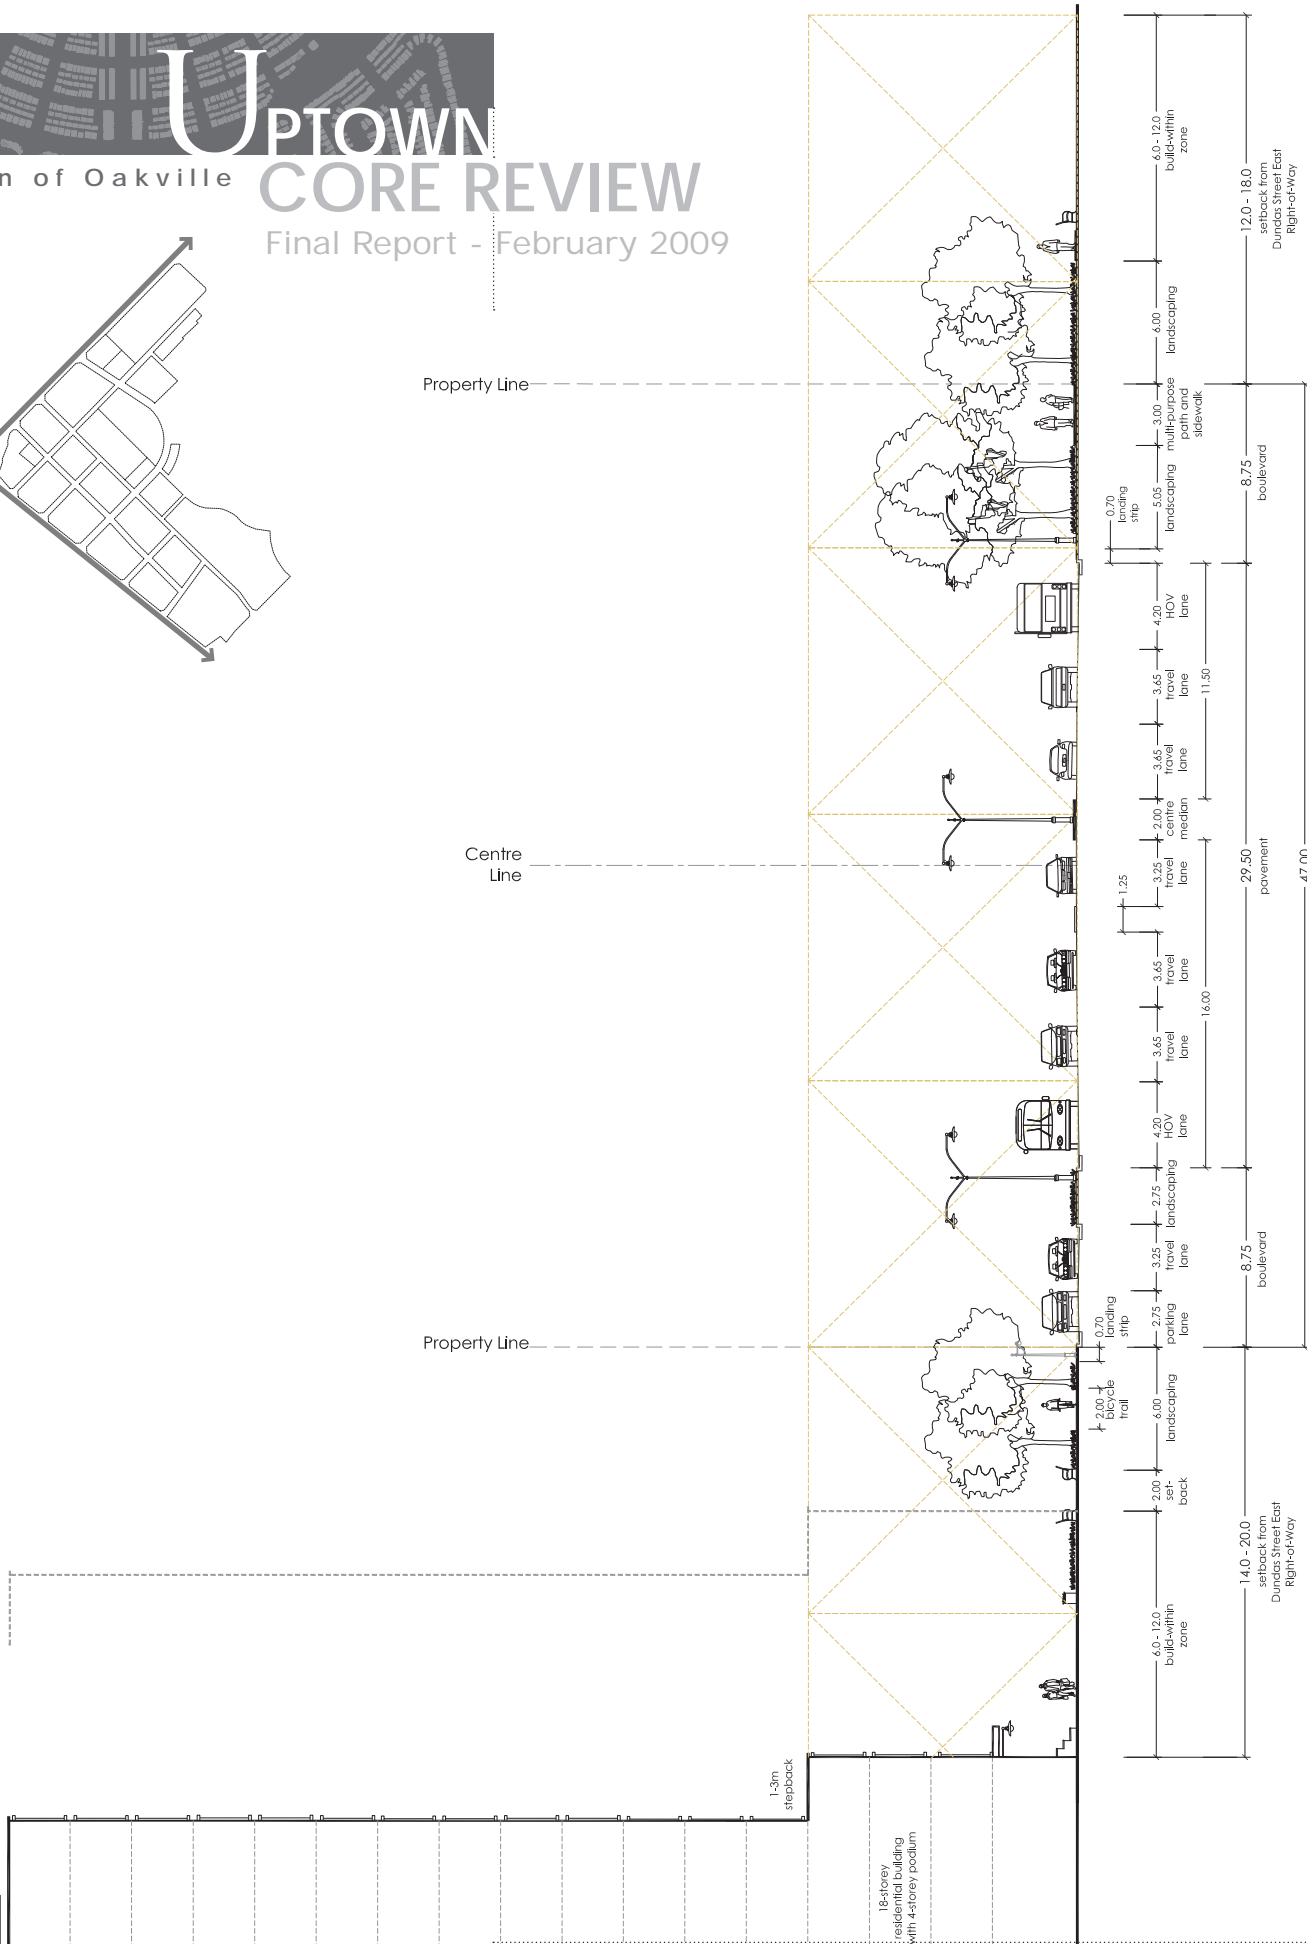 UPTOWN
n of Oakville
CORE REVIEW
Final Report - February 2009
Property Line
Centre
Line
Property Line
6.0 - 12.0
build-within
zone
12.0 - 18.0
setback from
Dundas Street East
Right-of-Way
6.00
landscaping
3.00
multi-purpose
path and
sidewalk
5.05
landscaping
0.70
landing
strip
8.75
boulevard
4.20
HOV
lane
3.65
travel
lane
3.65
travel
lane
11.50
2.00
centre
median
3.25
travel
lane
1.25
3.65
travel
lane
3.65
travel
lane
4.20
HOV
lane
16.00
29.50
pavement
47.00
2.75
landscaping
3.25
travel
lane
2.75
parking
lane
8.75
boulevard
0.70
landing
strip
2.00
bicycle
trail
6.00
landscaping
2.00
set-
back
6.0 - 12.0
build-within
zone
14.0 - 20.0
setback from
Dundas Street East
Right-of-Way
1-3m
stepback
18-storey
residential building
with 4-storey podium